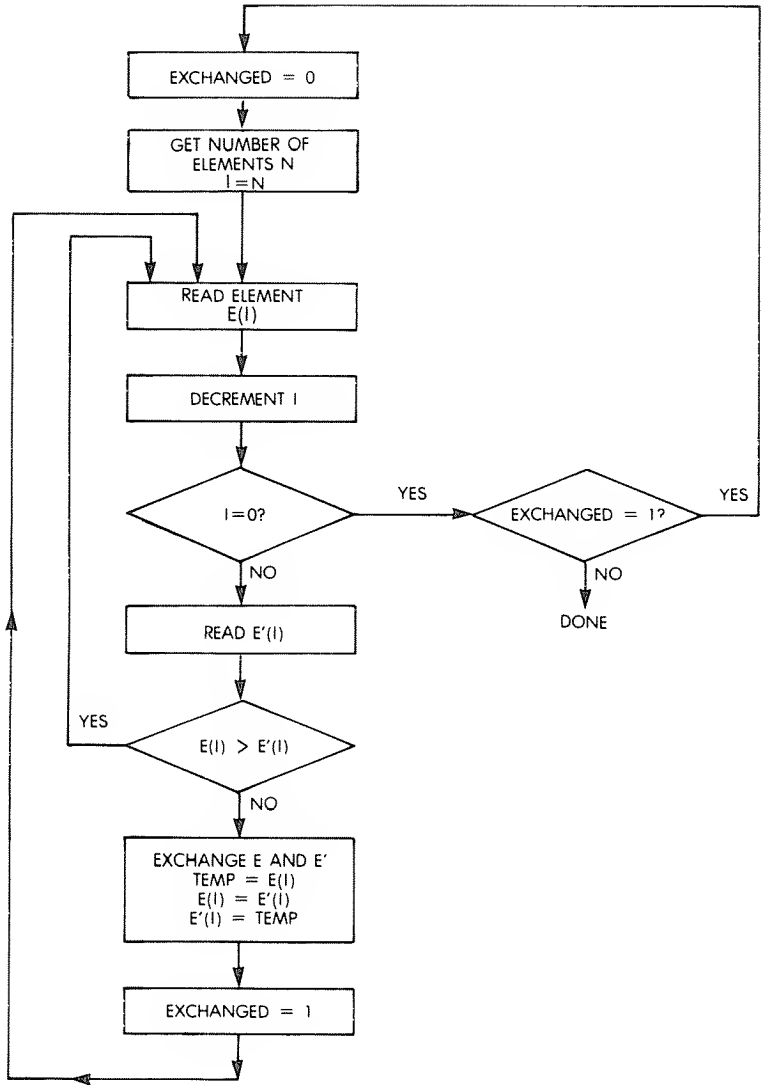 EXCHANGED = 0
GET NUMBER OF
ELEMENTS N
I=N
READ ELEMENT
E(I)
DECREMENT I
I=0?
YES
EXCHANGED = 1?
YES
NO
NO
DONE
READ E'(I)
YES
E(I) > E'(I)
NO
EXCHANGE E AND E'
TEMP = E(I)
E(I) = E'(I)
E'(I) = TEMP
EXCHANGED = 1